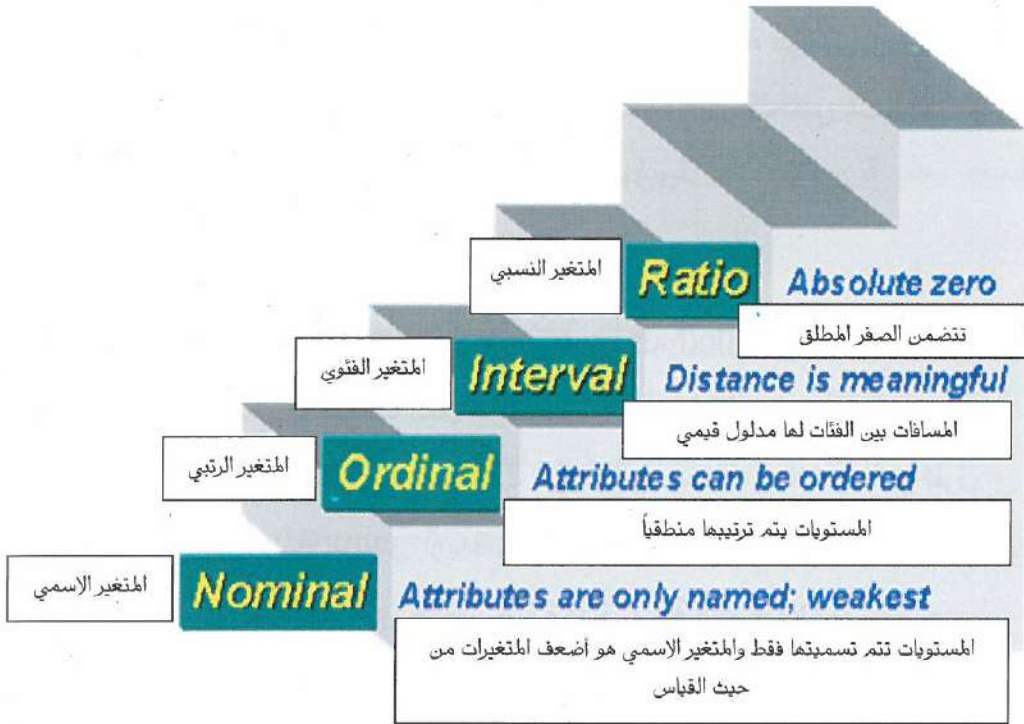 المتغير النسبي
Ratio
Absolute zero
تتضمن الصفر المطلق
المتغير الفئوي
Interval
Distance is meaningful
المسافات بين الفئات لها مدلول قيمي
المتغير الرتبي
Ordinal
Attributes can be ordered
المستويات يتم ترتيبها منطقياً
المتغير الاسمي
Nominal
Attributes are only named; weakest
المستويات تتم تسميتها فقط والمتغير الاسمي هو أضعف المتغيرات من
حيث القياس